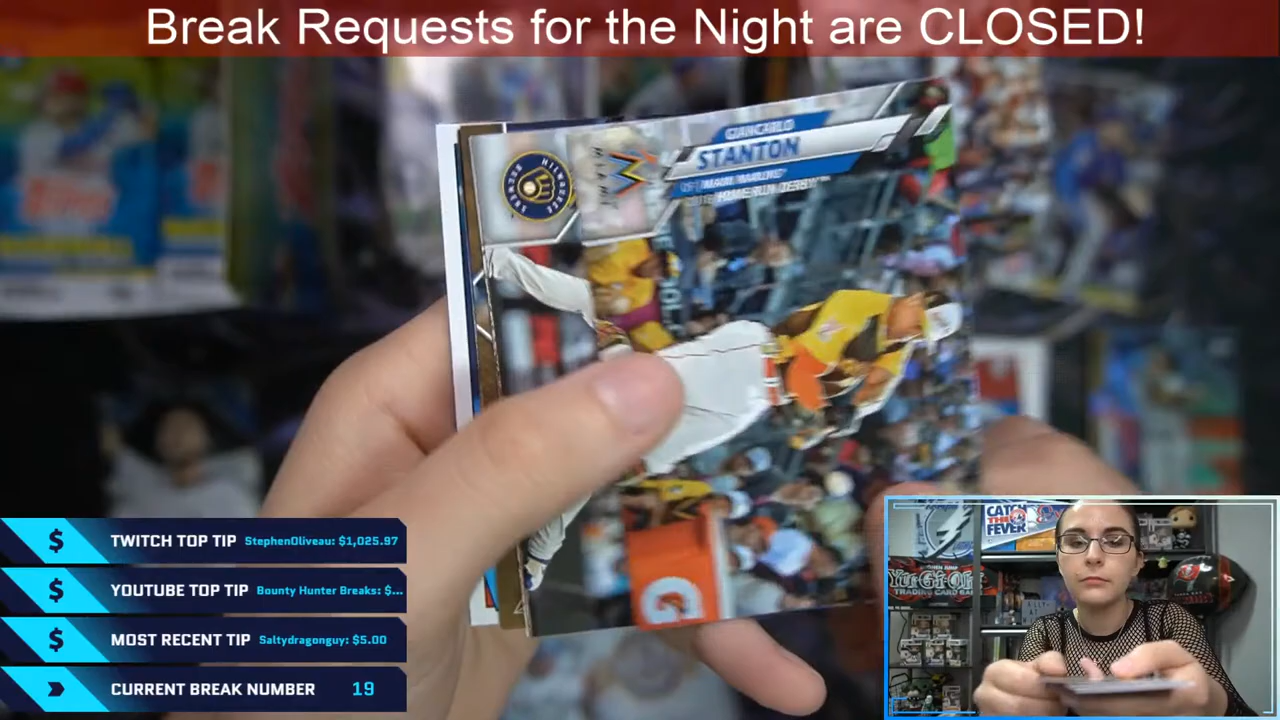 Break Requests for the Night are CLOSED!
GIANCARLO
STANTON
MIAMI MARLINS
HOME RUN DERBY
MIAMI
MILWAUKEE
BREWERS
G
CATCH
THE
FEVER
Yu-Gi-Oh!
TRADING CARD GAME
$ TWITCH TOP TIP StephenOliveau: $1,025.97
$ YOUTUBE TOP TIP Bounty Hunter Breaks: $...
$ MOST RECENT TIP Saltydragonguy: $5.00
CURRENT BREAK NUMBER 19